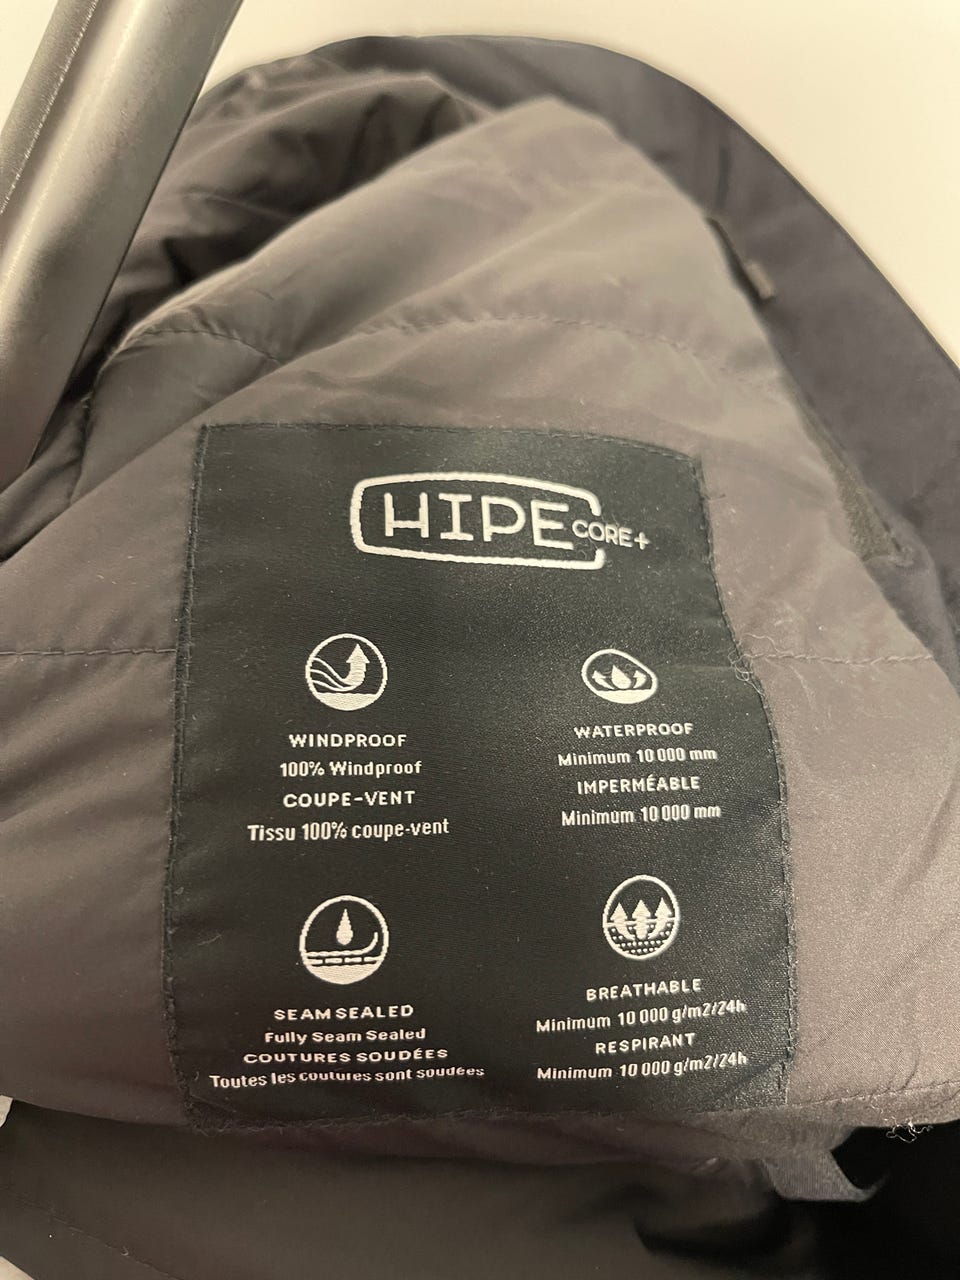 HIPE CORE+
WINDPROOF
100% Windproof
COUPE-VENT
Tissu 100% coupe-vent
WATERPROOF
Minimum 10 000 mm
IMPERMÉABLE
Minimum 10 000 mm
SEAM SEALED
Fully Seam Sealed
COUTURES SOUDÉES
Toutes les coutures sont soudées
BREATHABLE
Minimum 10 000 g/m2/24h
RESPIRANT
Minimum 10 000 g/m2/24h